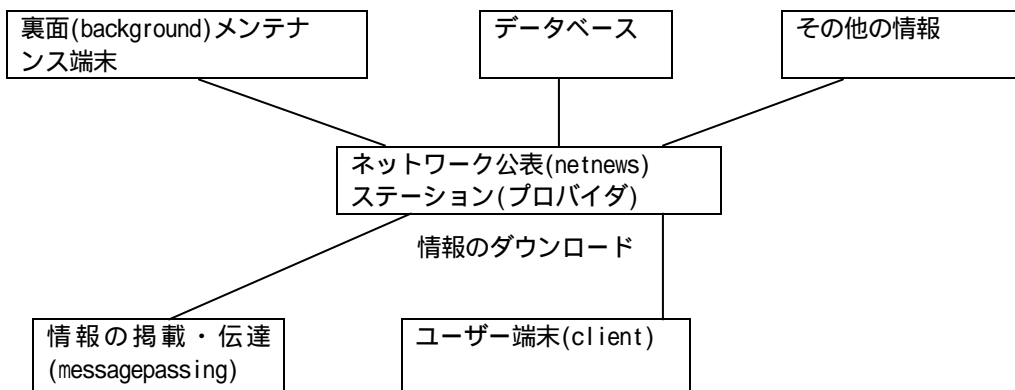 裏面(background)メンテナ
ンス端末
データベース
その他の情報
ネットワーク公表(netnews)
ステーション(プロバイダ)
情報のダウンロード
情報の掲載・伝達
(messagepassing)
ユーザー端末(client)